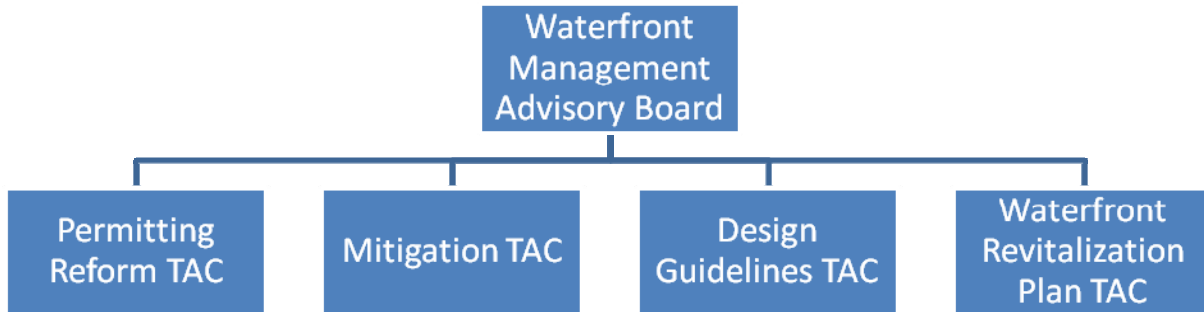 Waterfront
Management
Advisory Board
Permitting
Reform TAC
Mitigation TAC
Design
Guidelines TAC
Waterfront
Revitalization
Plan TAC